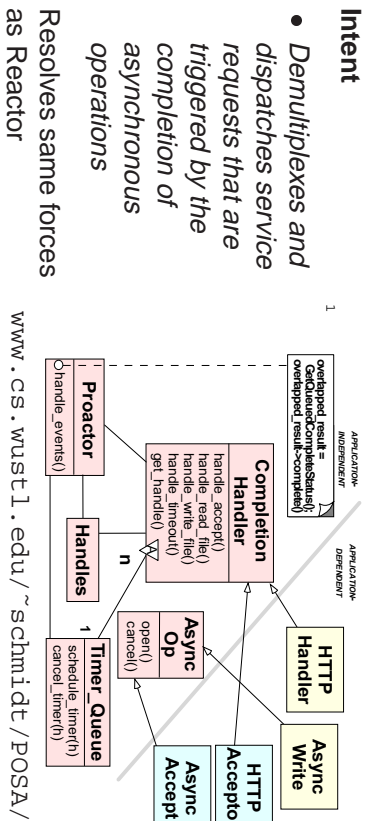 Intent
• Demultiplexes and
dispatches service
requests that are
triggered by the
completion of
asynchronous
operations
Resolves same forces
as Reactor
1
APPLICATION-
INDEPENDENT
APPLICATION-
DEPENDENT
overlapped_result =
GetQueuedCompleteStatus();
overlapped_result->complete()
Completion
Handler
handle_accept()
handle_read_file()
handle_write_file()
handle_timeout()
get_handle()
HTTP
Handler
Async
Write
HTTP
Accepto
Async
Op
open()
cancel()
Async
Accept
Proactor
handle_events()
Handles
n
A
1
Timer_Queue
schedule_timer(h)
cancel_timer(h)
www.cs.wustl.edu/~schmidt/POSA/